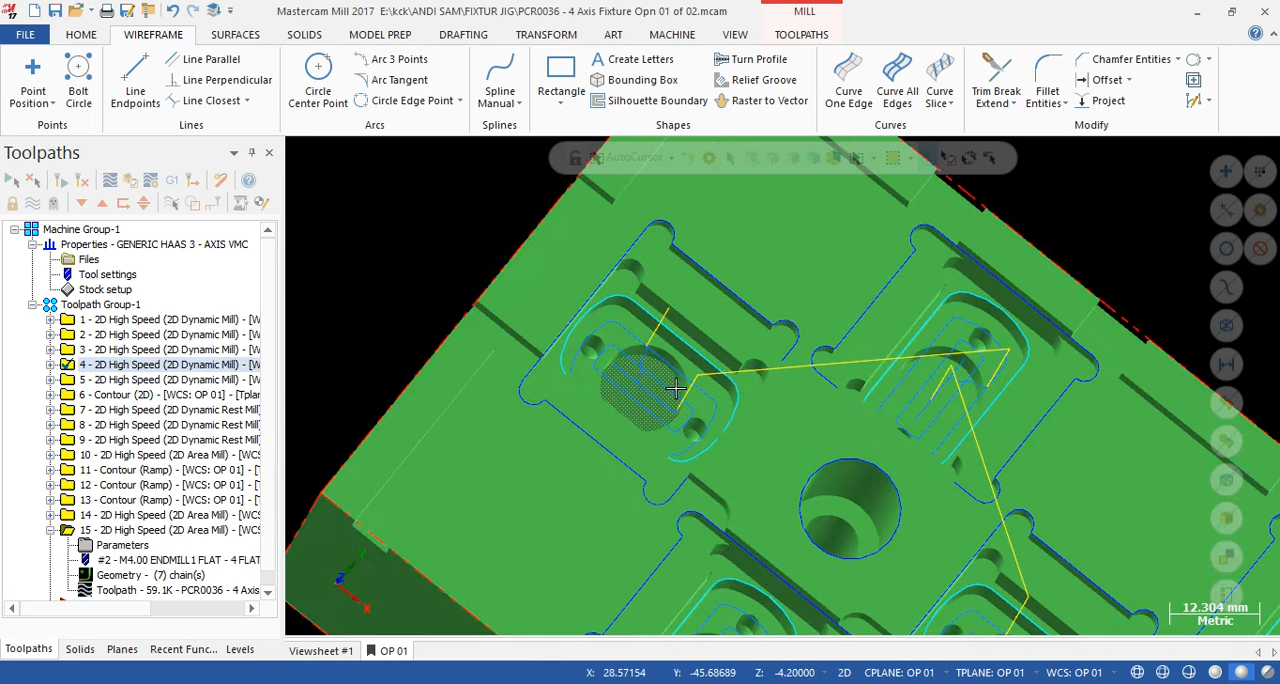 17
Mastercam Mill 2017 E:\kck\ANDI SAM\FIXTUR JIG\PCR0036 - 4 Axis Fixture Opn 01 of 02.mcam
MILL
FILE HOME WIREFRAME SURFACES SOLIDS MODEL PREP DRAFTING TRANSFORM ART MACHINE VIEW TOOLPATHS
Point Position
Bolt Circle
Points
Line Endpoints
Line Parallel
Line Perpendicular
Line Closest
Lines
Circle Center Point
Arc 3 Points
Arc Tangent
Circle Edge Point
Arcs
Spline Manual
Splines
Rectangle
Create Letters
Bounding Box
Silhouette Boundary
Turn Profile
Relief Groove
Raster to Vector
Shapes
Curve One Edge
Curve All Edges
Curve Slice
Curves
Trim Break Extend
Fillet Entities
Chamfer Entities
Offset
Project
Modify
Toolpaths
G1
AutoCursor
Machine Group-1
Properties - GENERIC HAAS 3 - AXIS VMC
Files
Tool settings
Stock setup
Toolpath Group-1
1 - 2D High Speed (2D Dynamic Mill) - [W
2 - 2D High Speed (2D Dynamic Mill) - [W
3 - 2D High Speed (2D Dynamic Mill) - [W
4 - 2D High Speed (2D Dynamic Mill) - [W
5 - 2D High Speed (2D Dynamic Mill) - [W
6 - Contour (2D) - [WCS: OP 01] - [Tplan
7 - 2D High Speed (2D Dynamic Rest Mill)
8 - 2D High Speed (2D Dynamic Rest Mill)
9 - 2D High Speed (2D Dynamic Rest Mill)
10 - 2D High Speed (2D Area Mill) - [WCS
11 - Contour (Ramp) - [WCS: OP 01] - [T
12 - Contour (Ramp) - [WCS: OP 01] - [T
13 - Contour (Ramp) - [WCS: OP 01] - [T
14 - 2D High Speed (2D Area Mill) - [WCS
15 - 2D High Speed (2D Area Mill) - [WCS
Parameters
#2 - M4.00 ENDMILL1 FLAT - 4 FLAT
Geometry - (7) chain(s)
Toolpath - 59.1K - PCR0036 - 4 Axis
X
12.304 mm
Metric
Toolpaths Solids Planes Recent Func... Levels
Viewsheet #1 OP 01
X: 28.57154 Y: -45.68689 Z: -4.20000 2D CPLANE: OP 01 TPLANE: OP 01 WCS: OP 01